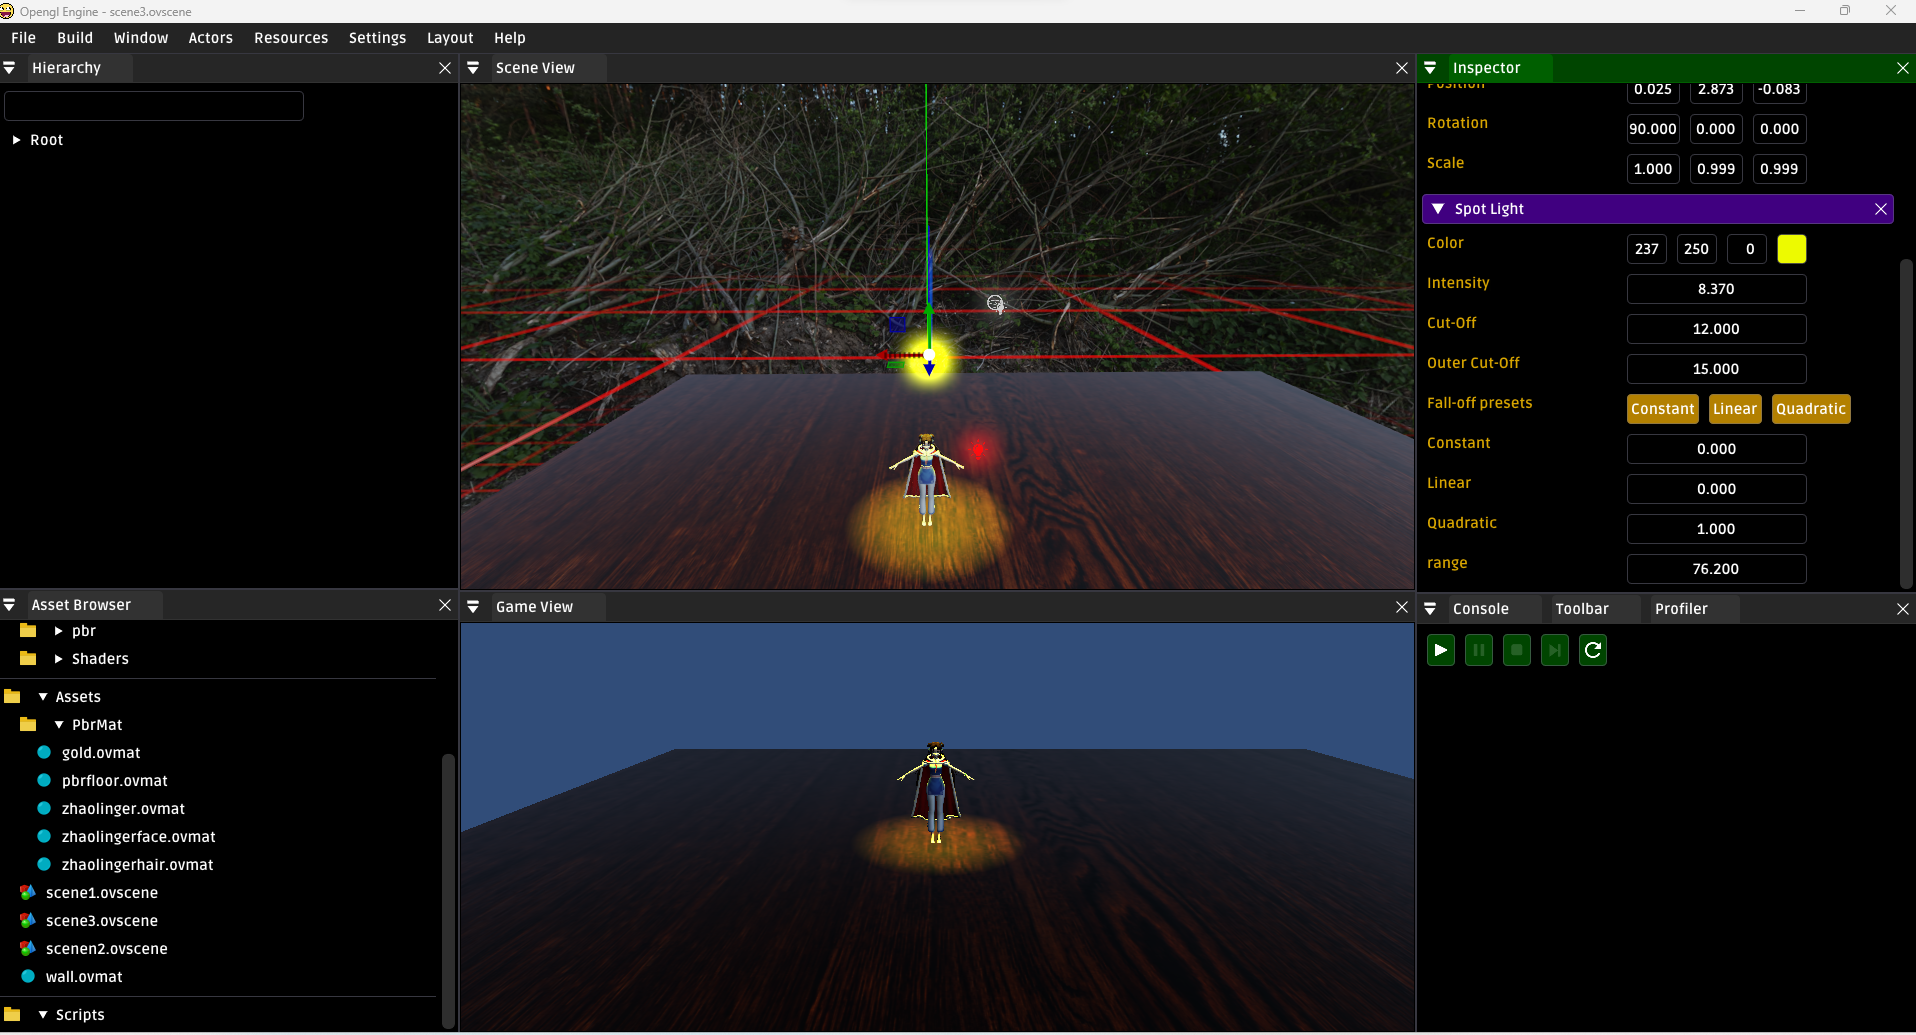 Opengl Engine - scene3.ovscene
File Build Window Actors Resources Settings Layout Help
Hierarchy
Root
Scene View
Inspector
Position 0.025 2.873 -0.083
Rotation 90.000 0.000 0.000
Scale 1.000 0.999 0.999
Spot Light
Color 237 250 0
Intensity 8.370
Cut-Off 12.000
Outer Cut-Off 15.000
Fall-off presets Constant Linear Quadratic
Constant 0.000
Linear 0.000
Quadratic 1.000
range 76.200
Asset Browser
pbr
Shaders
Assets
PbrMat
gold.ovmat
pbrfloor.ovmat
zhaolinger.ovmat
zhaolingerface.ovmat
zhaolingerhair.ovmat
scene1.ovscene
scene3.ovscene
scenen2.ovscene
wall.ovmat
Scripts
Game View
Console Toolbar Profiler